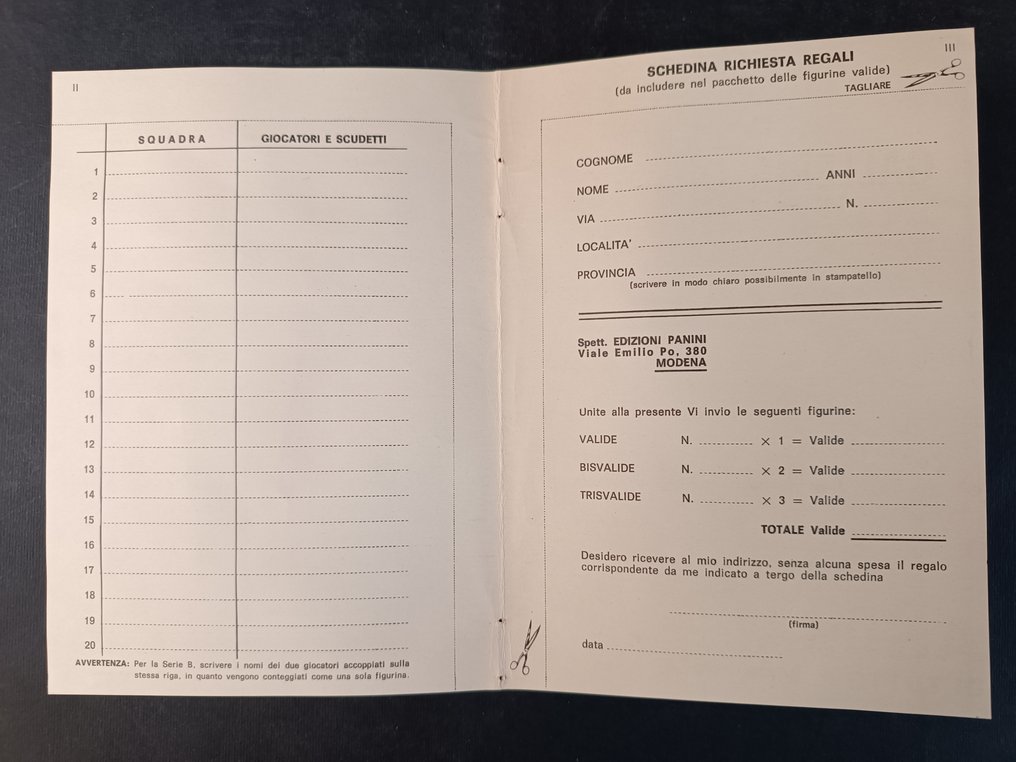 II
SQUADRA GIOCATORI E SCUDETTI
1
2
3
4
5
6
7
8
9
10
11
12
13
14
15
16
17
18
19
20
AVVERTENZA: Per la Serie B, scrivere i nomi dei due giocatori accoppiati sulla
stessa riga, in quanto vengono conteggiati come una sola figurina.
III
SCHEDINA RICHIESTA REGALI
(da includere nel pacchetto delle figurine valide)
TAGLIARE
COGNOME
NOME ANNI
VIA N.
LOCALITA'
PROVINCIA
(scrivere in modo chiaro possibilmente in stampatello)
Spett. EDIZIONI PANINI
Viale Emilio Po, 380
MODENA
Unite alla presente Vi invio le seguenti figurine:
VALIDE N. × 1 = Valide
BISVALIDE N. × 2 = Valide
TRISVALIDE N. × 3 = Valide
TOTALE Valide
Desidero ricevere al mio indirizzo, senza alcuna spesa il regalo
corrispondente da me indicato a tergo della schedina
(firma)
data